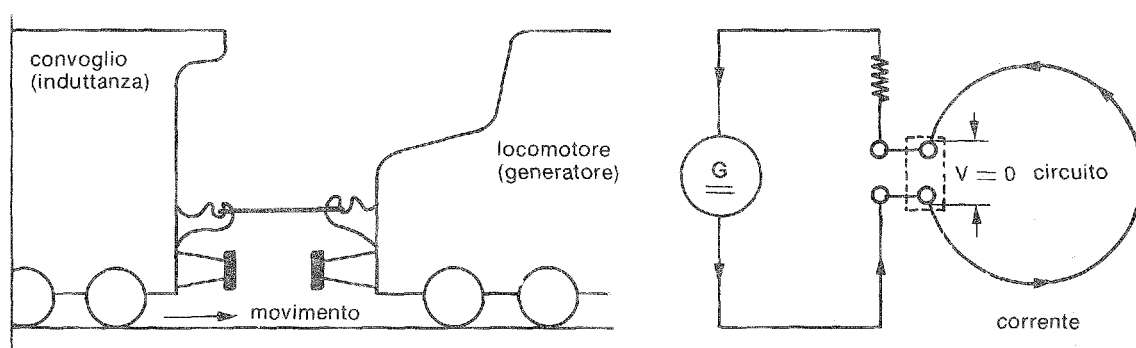 convoglio
(induttanza)
locomotore
(generatore)
movimento
G
V = 0 circuito
corrente